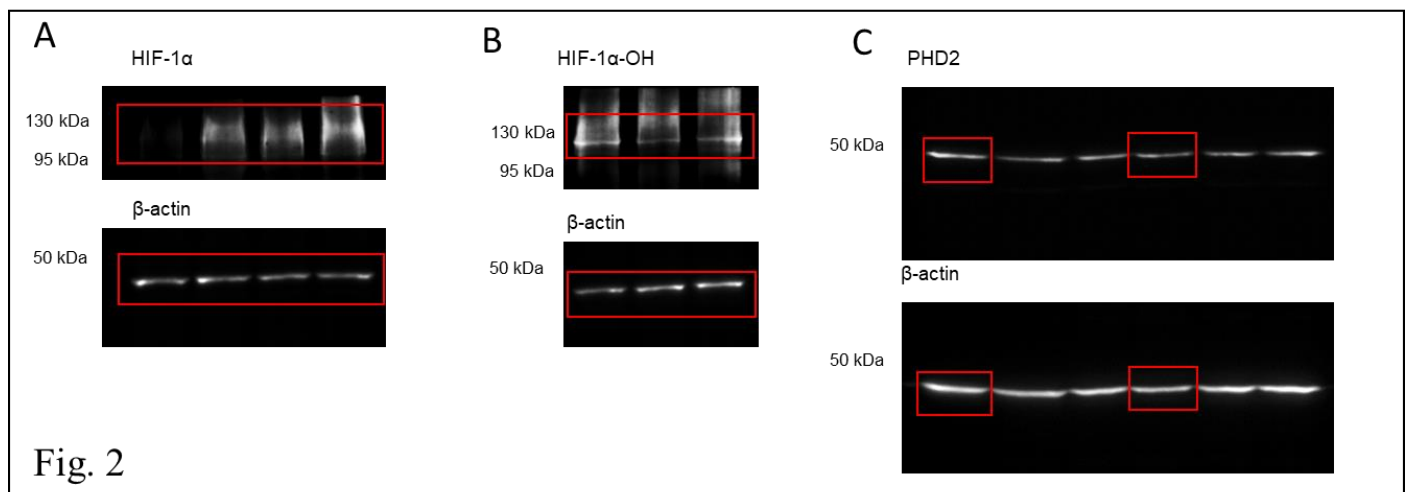 A
HIF-1α
130 kDa
95 kDa
β-actin
50 kDa
B
HIF-1α-OH
130 kDa
95 kDa
β-actin
50 kDa
C
PHD2
50 kDa
β-actin
50 kDa
Fig. 2